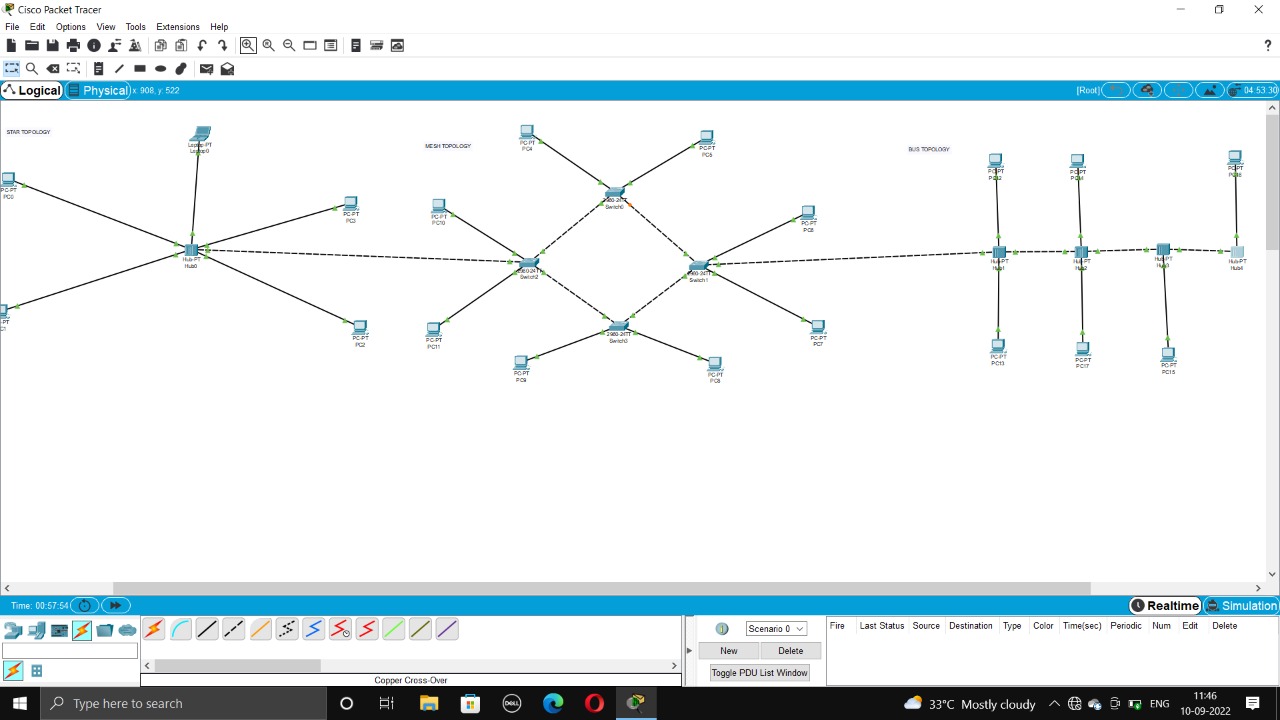 Cisco Packet Tracer
File Edit Options View Tools Extensions Help
?
Logical Physical x: 908, y: 522 [Root] 04:53:30
STAR TOPOLOGY
MESH TOPOLOGY
BUS TOPOLOGY
Laptop-PT
Laptop0
PC-PT
PC0
PC-PT
PC3
Hub-PT
Hub0
PC-PT
PC2
PC-PT
PC4
PC-PT
PC5
2960-24TT
Switch0
PC-PT
PC10
PC-PT
PC6
2960-24TT
Switch2
2960-24TT
Switch1
PC-PT
PC11
2960-24TT
Switch3
PC-PT
PC7
PC-PT
PC9
PC-PT
PC8
PC-PT
PC12
PC-PT
Hub-PT
Hub1
Hub-PT
Hub2
Hub-PT
Hub-PT
Hub4
PC-PT
PC13
PC-PT
PC17
PC-PT
PC15
Time: 00:57:54
Realtime Simulation
Scenario 0
New Delete
Toggle PDU List Window
Fire Last Status Source Destination Type Color Time(sec) Periodic Num Edit Delete
Copper Cross-Over
Type here to search
DELL
33°C Mostly cloudy
ENG
11:46
10-09-2022